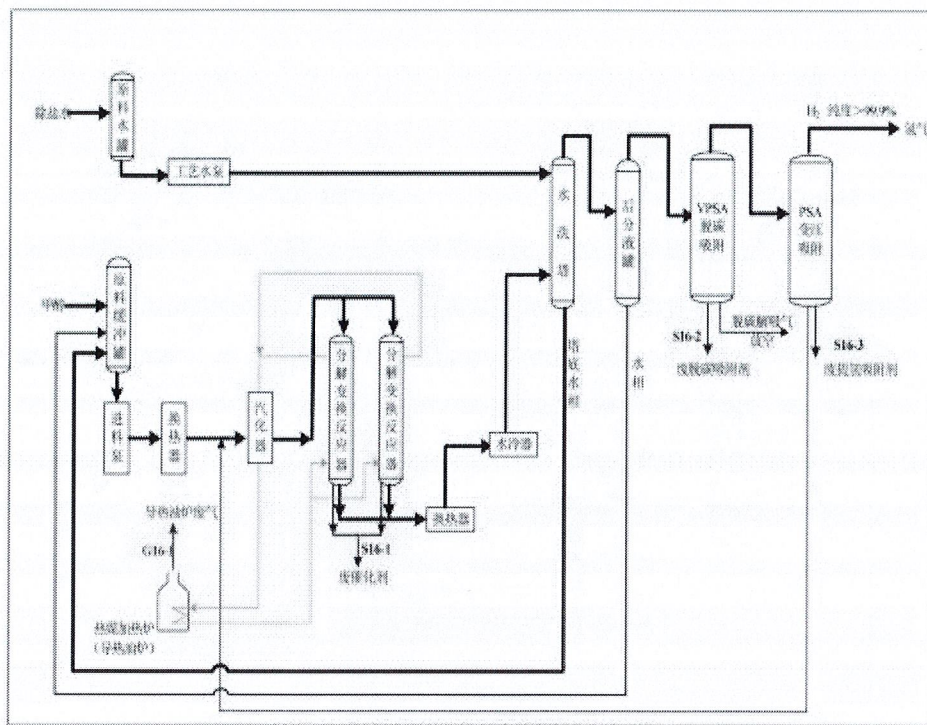 H₂ 纯度>99.9%
氢气
除盐水
原料水罐
工艺水泵
水洗塔
后分液罐
VPSA
脱碳
吸附
PSA
变压
吸附
原料缓冲罐
甲醇
分解变换反应器
分解变换反应器
塔底水相
水相
脱碳解吸气
放空
S16-2
废脱碳吸附剂
S16-3
废提氢吸附剂
进料泵
换热器
汽化器
水冷器
换热器
导热油炉废气
G16-1
S16-1
废催化剂
热媒加热炉
(导热油炉)